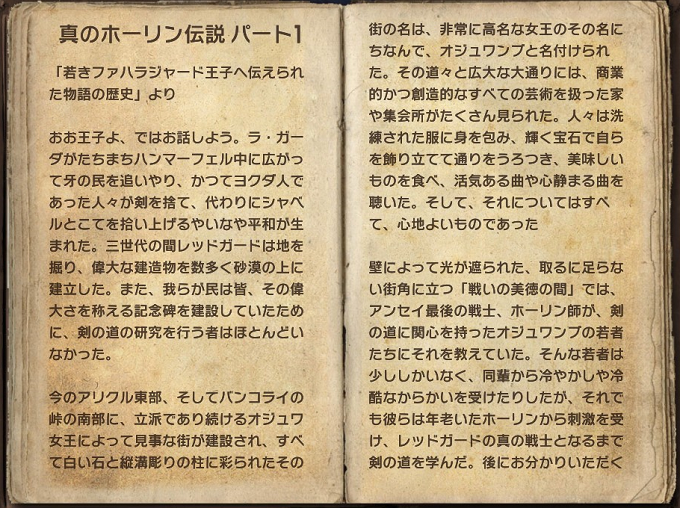 真のホーリン伝説 パート1
「若きファハラジャード王子へ伝えられ
た物語の歴史」より
おお王子よ、ではお話しよう。ラ・ガー
ダがたちまちハンマーフェル中に広がっ
て牙の民を追いやり、かつてヨクダ人で
あった人々が剣を捨て、代わりにシャベ
ルとこてを拾い上げるやいなや平和が生
まれた。三世代の間レッドガードは地を
掘り、偉大な建造物を数多く砂漠の上に
建立した。また、我らが民は皆、その偉
大さを称える記念碑を建設していたため
に、剣の道の研究を行う者はほとんどい
なかった。
今のアリクル東部、そしてバンコライの
峠の南部に、立派であり続けるオジュワ
女王によって見事な街が建設され、すべ
て白い石と縦溝彫りの柱に彩られたその
街の名は、非常に高名な女王のその名に
ちなんで、オジュワンプと名付けられ
た。その道々と広大な大通りには、商業
的かつ創造的なすべての芸術を扱った家
や集会所がたくさん見られた。人々は洗
練された服に身を包み、輝く宝石で自ら
を飾り立てて通りをうろつき、美味しい
ものを食べ、活気ある曲や心静まる曲を
聴いた。そして、それについてはすべ
て、心地よいものであった
壁によって光が遮られた、取るに足らな
い街角に立つ「戦いの美徳の間」では、
アンセイ最後の戦士、ホーリン師が、剣
の道に関心を持ったオジュワンプの若者
たちにそれを教えていた。そんな若者は
少ししかいなく、同輩から冷やかしや冷
酷なからかいを受けたりしたが、それで
も彼らは年老いたホーリンから刺激を受
け、レッドガードの真の戦士となるまで
剣の道を学んだ。後にお分かりいただく